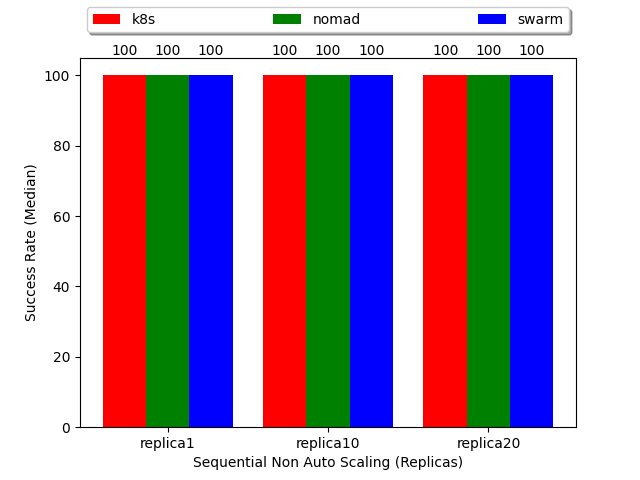 k8s nomad swarm
100 100 100 100 100 100 100 100 100
100
80
60
40
20
0
Success Rate (Median)
replica1 replica10 replica20
Sequential Non Auto Scaling (Replicas)